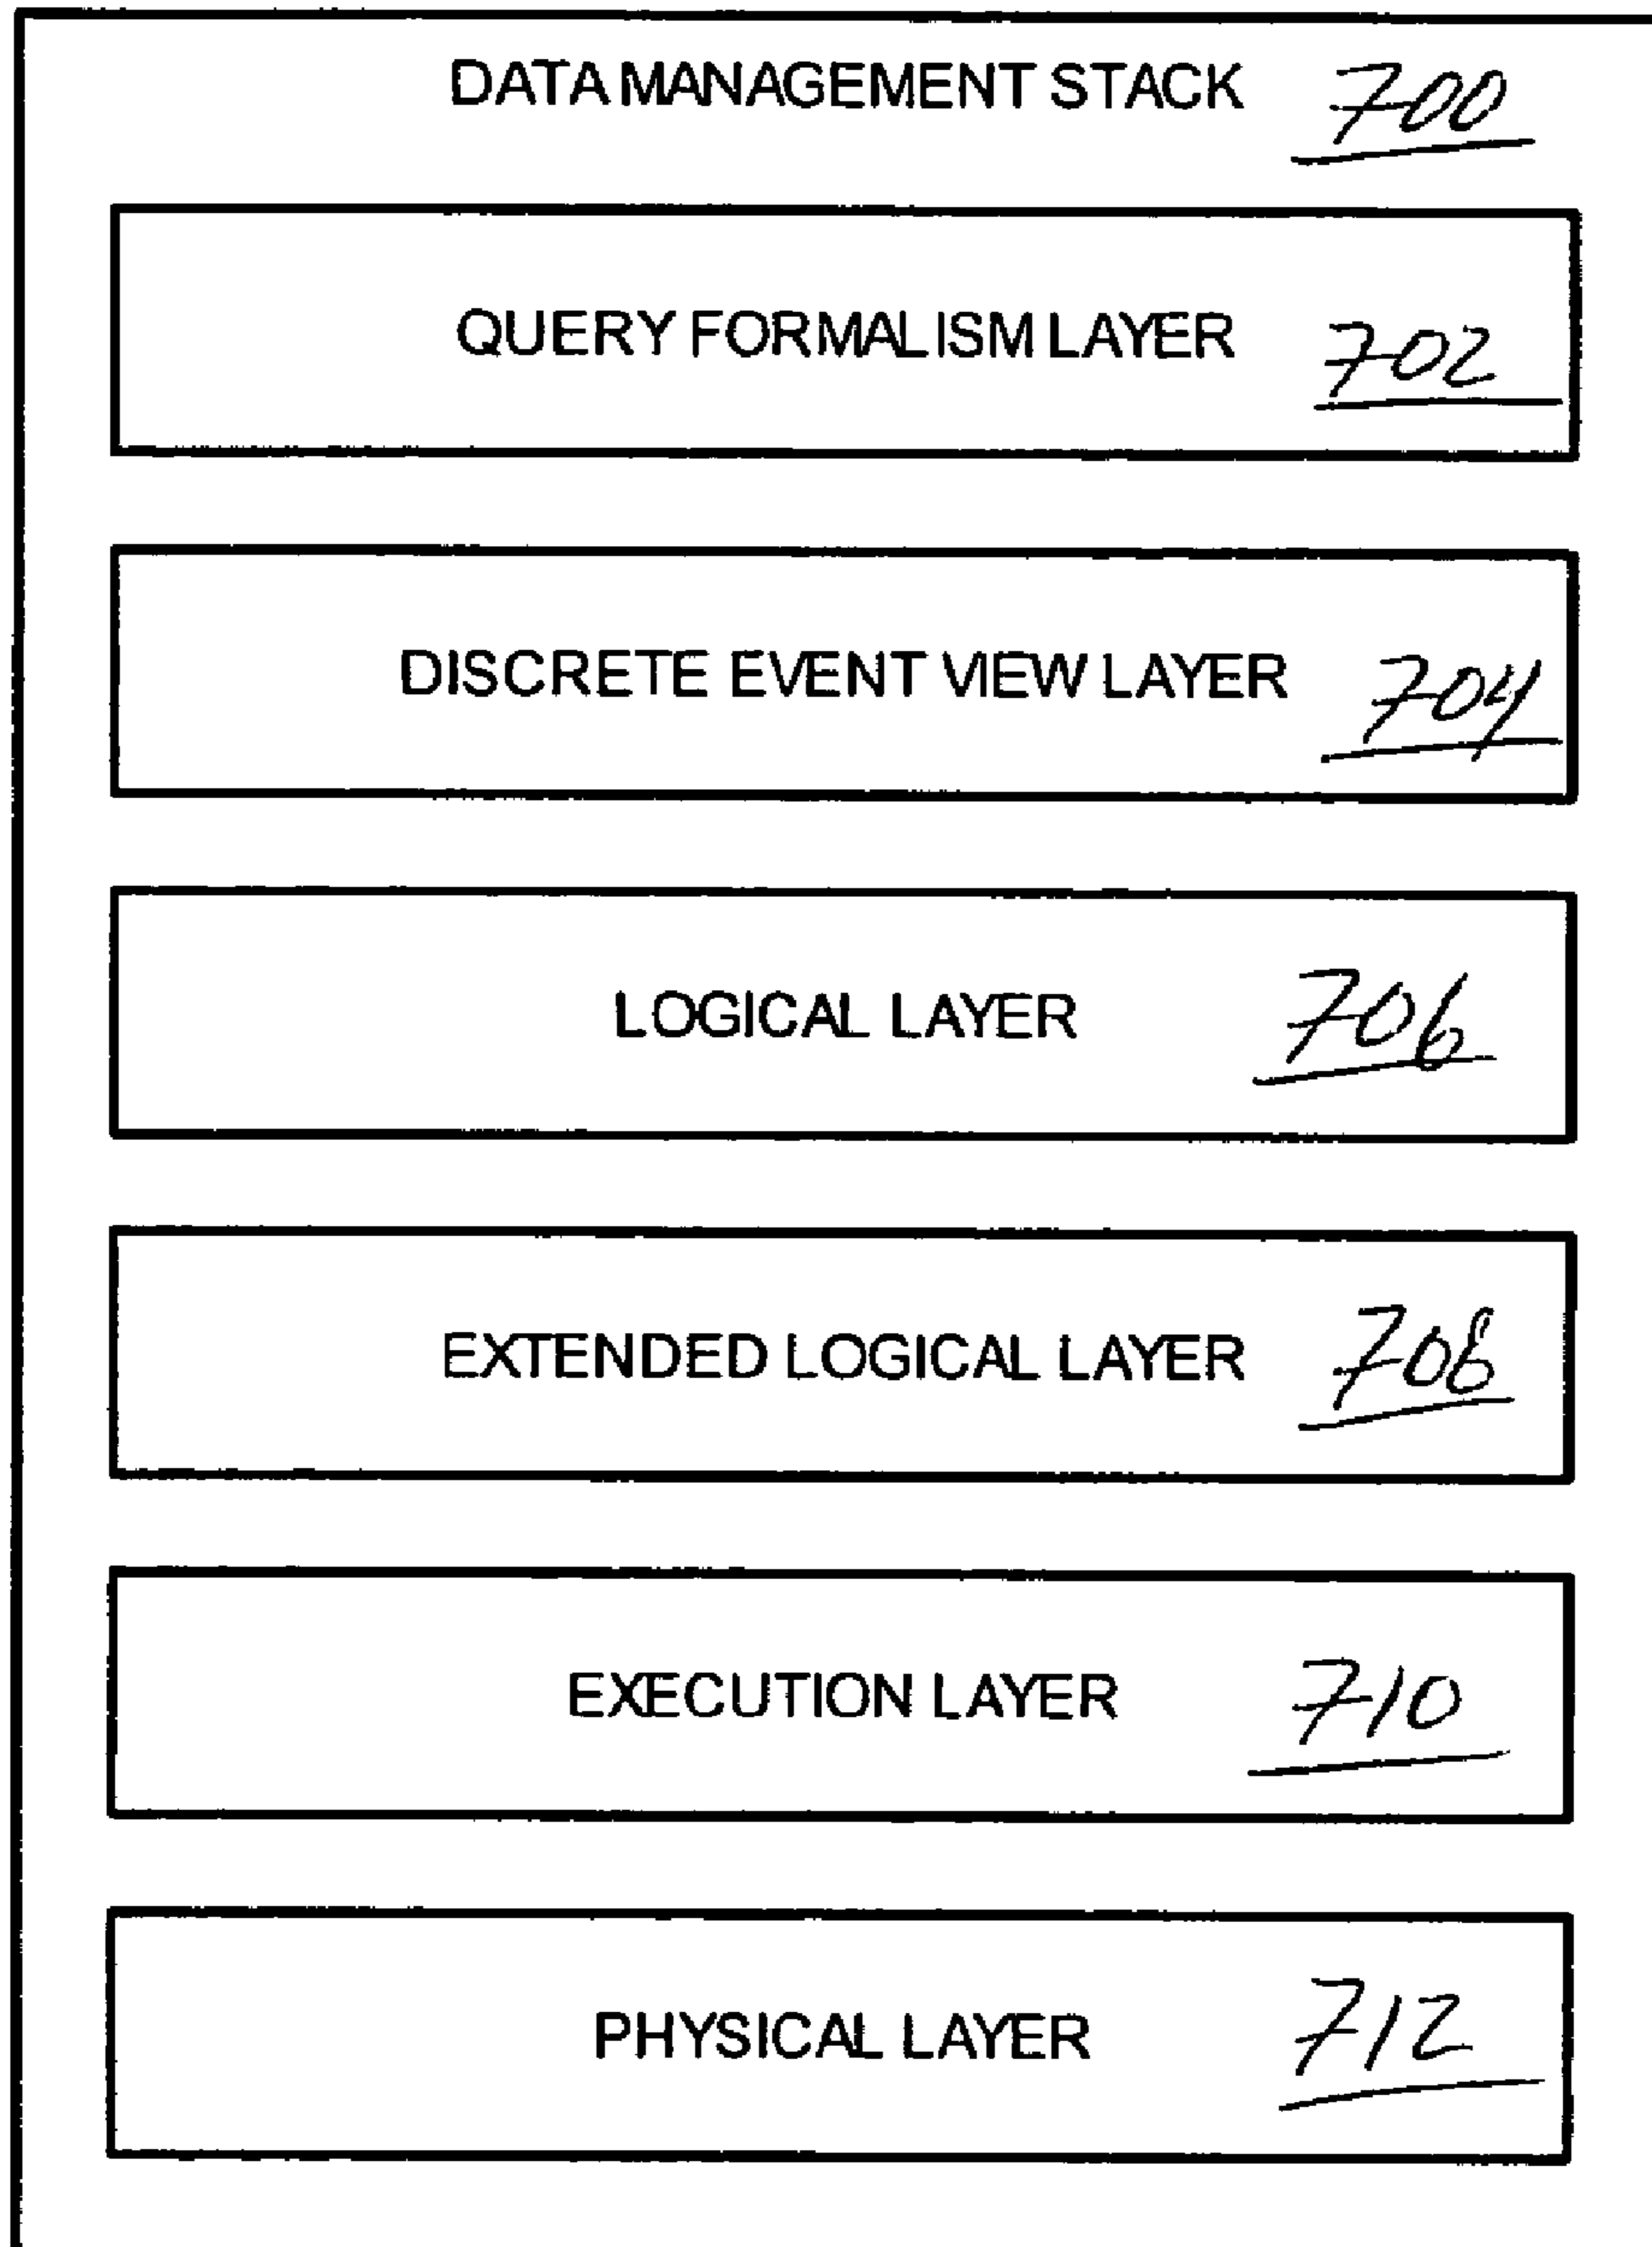 DATA MANAGEMENT STACK 700
QUERY FORMALISM LAYER 702
DISCRETE EVENT VIEW LAYER 704
LOGICAL LAYER 706
EXTENDED LOGICAL LAYER 708
EXECUTION LAYER 710
PHYSICAL LAYER 712